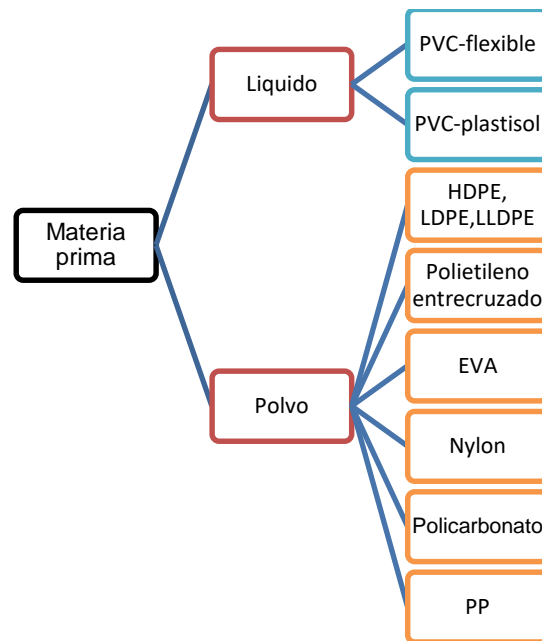 PVC-flexible
Liquido
PVC-plastisol
HDPE,
LDPE,LLDPE
Materia
prima
Polietileno
entrecruzado
EVA
Polvo
Nylon
Policarbonato
PP